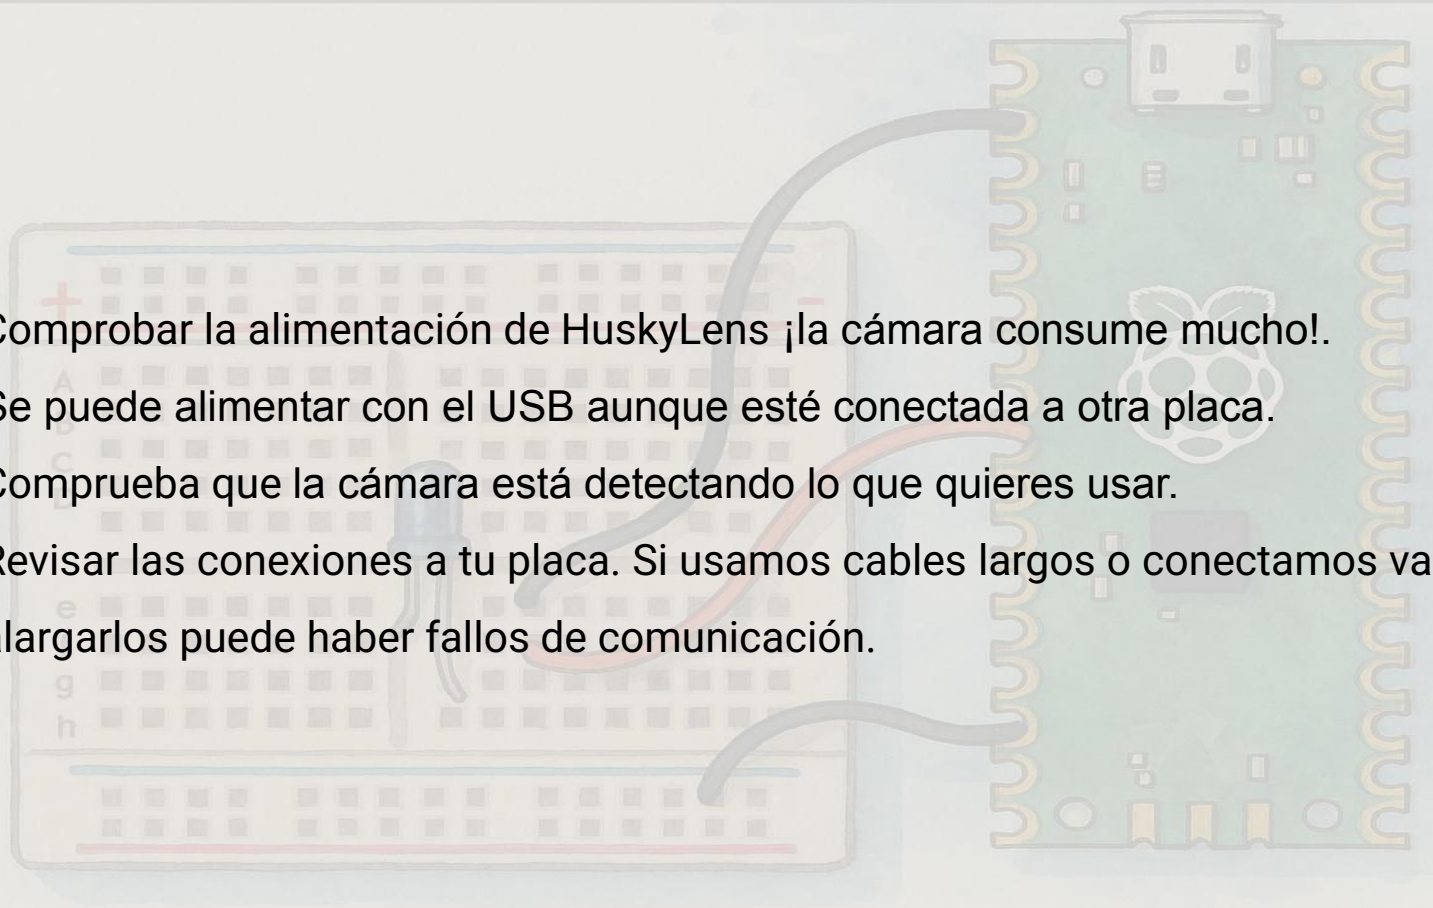 Comprobar la alimentación de HuskyLens ¡la cámara consume mucho!.
Se puede alimentar con el USB aunque esté conectada a otra placa.
Comprueba que la cámara está detectando lo que quieres usar.
Revisar las conexiones a tu placa. Si usamos cables largos o conectamos va
alargarlos puede haber fallos de comunicación.
+
-
A
B
C
D
e
g
h